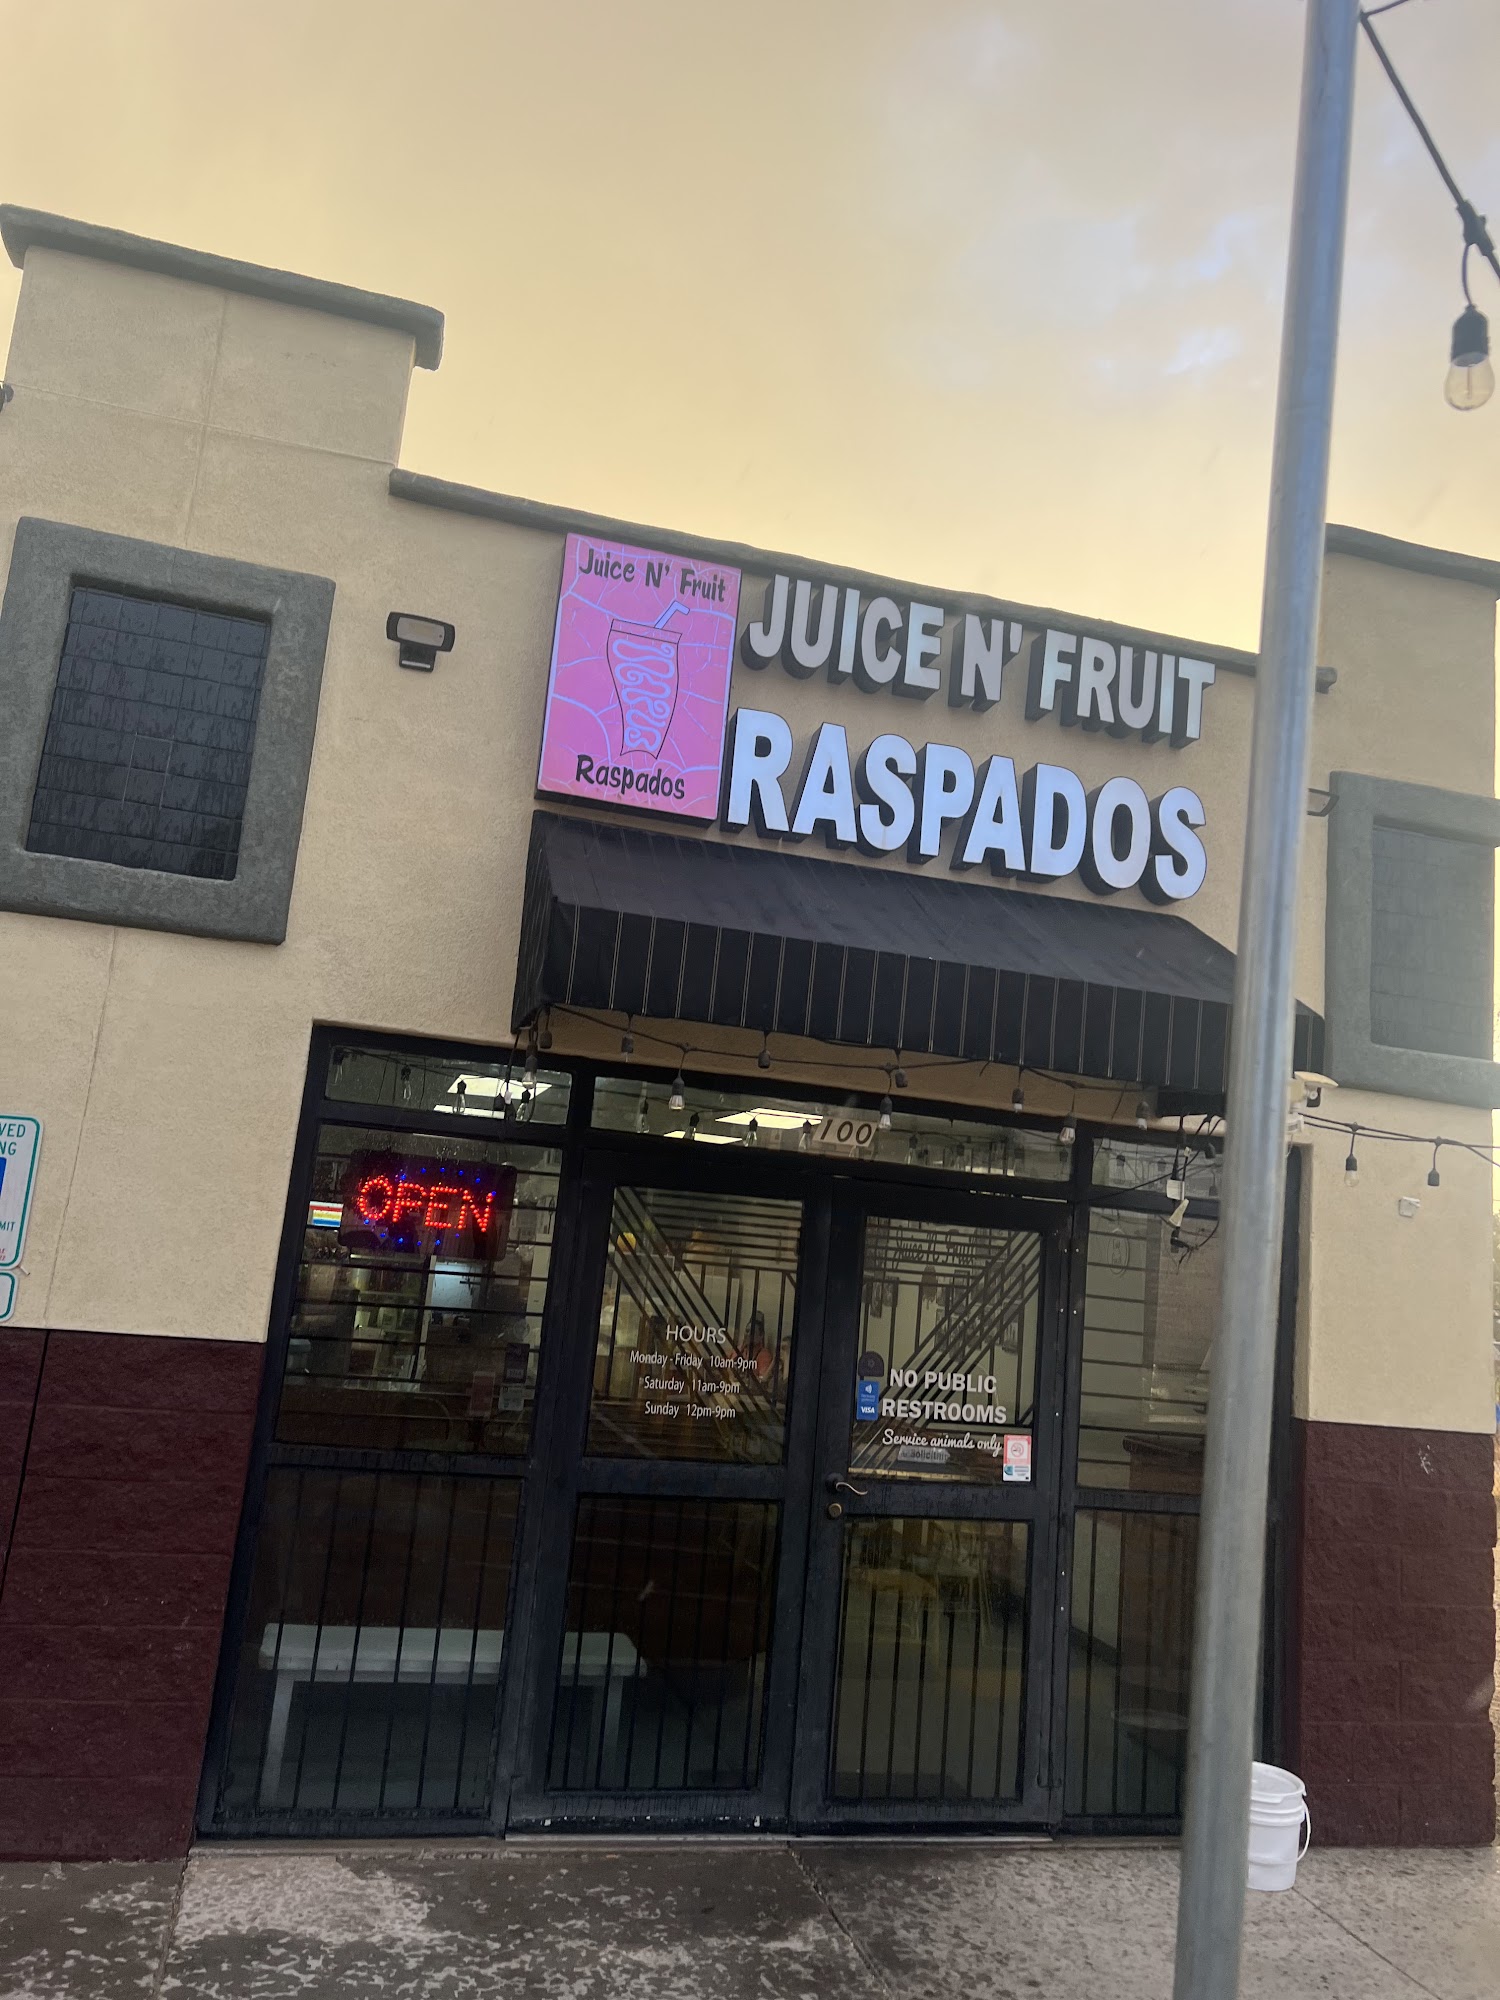 Juice N' Fruit
Raspados
JUICE N' FRUIT
RASPADOS
100
OPEN
HOURS
Monday - Friday 10am-9pm
Saturday 11am-9pm
Sunday 12pm-9pm
NO PUBLIC
RESTROOMS
Service animals only
VISA